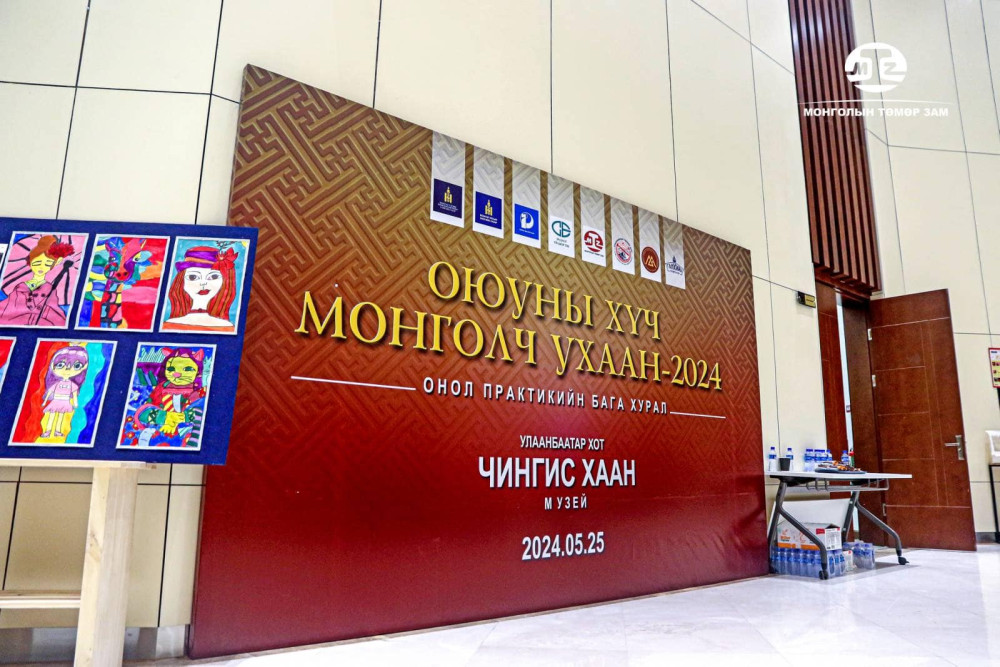 MTZ
МОНГОЛЫН ТӨМӨР ЗАМ
ОЮУНЫ ХҮЧ
МОНГОЛЧ УХААН-2024
ОНОЛ ПРАКТИКИЙН БАГА ХУРАЛ
УЛААНБААТАР ХОТ
ЧИНГИС ХААН
МУЗЕЙ
2024.05.25